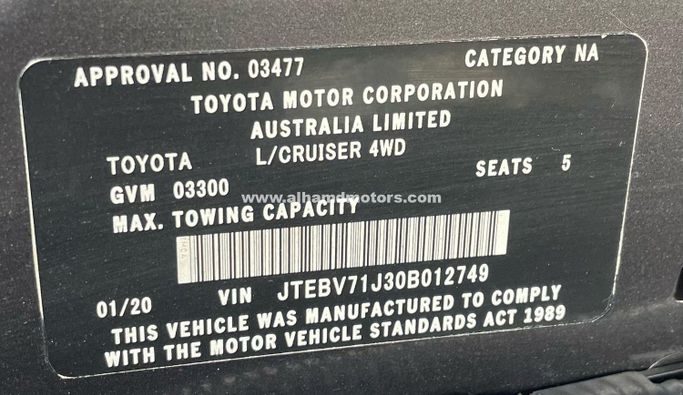 APPROVAL NO. 03477 CATEGORY NA
TOYOTA MOTOR CORPORATION
AUSTRALIA LIMITED
TOYOTA L/CRUISER 4WD
GVM 03300 SEATS 5
www.alhamdmotors.com
MAX. TOWING CAPACITY
01/20 VIN JTEBV71J30B012749
THIS VEHICLE WAS MANUFACTURED TO COMPLY
WITH THE MOTOR VEHICLE STANDARDS ACT 1989